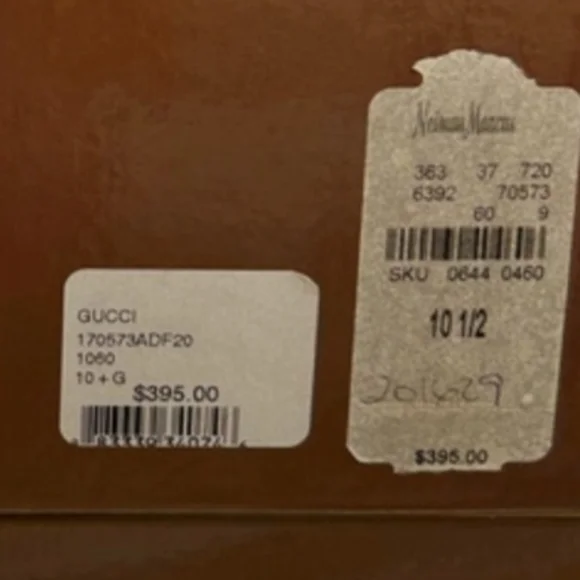 GUCCI
170573ADF20
1060
10 + G
$395.00
Neiman Marcus
363 37 720
6392 70573
60 9
SKU 0644 0460
10 1/2
$395.00